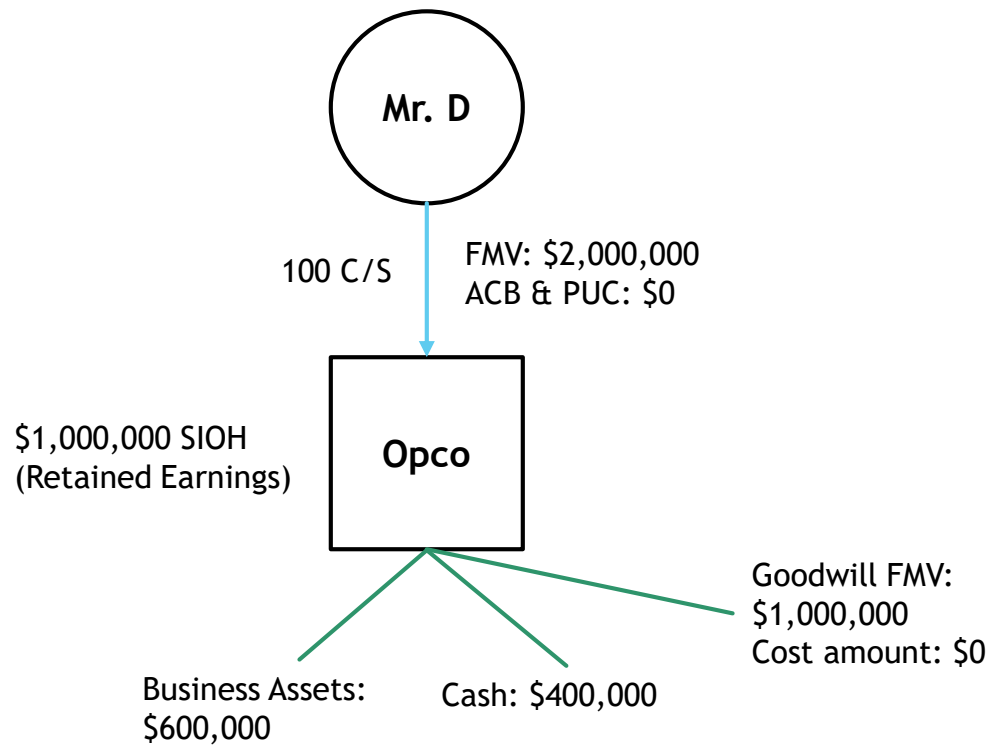 Mr. D
100 C/S
FMV: $2,000,000
ACB & PUC: $0
$1,000,000 SIOH
(Retained Earnings)
Opco
Business Assets:
$600,000
Cash: $400,000
Goodwill FMV:
$1,000,000
Cost amount: $0